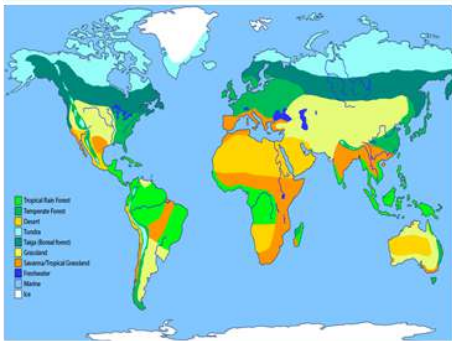 Tropical Rain Forest
Temperate Forest
Desert
Tundra
Taiga (Boreal forest)
Grassland
Savanna/Tropical Grassland
Freshwater
Marine
Ice